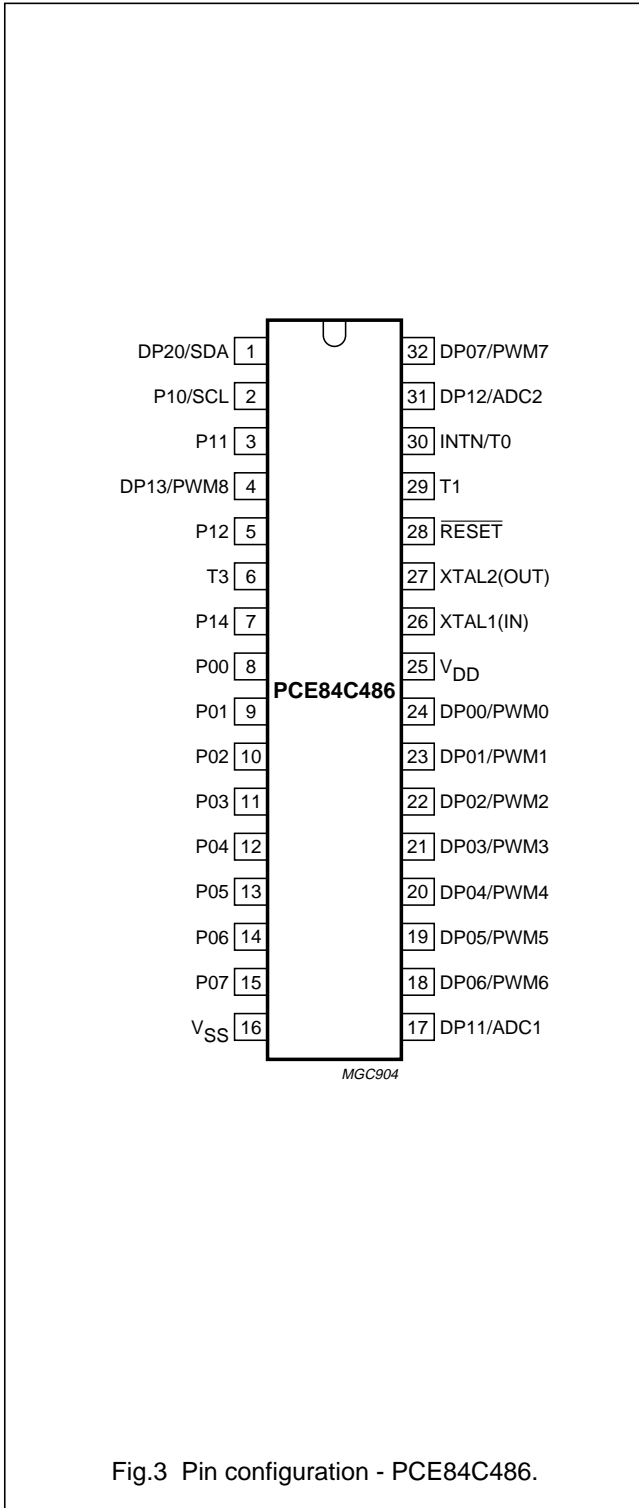 DP20/SDA 1 32 DP07/PWM7
P10/SCL 2 31 DP12/ADC2
P11 3 30 INTN/T0
DP13/PWM8 4 29 T1
P12 5 28 RESET
T3 6 27 XTAL2(OUT)
P14 7 26 XTAL1(IN)
P00 8 25 VDD
PCE84C486
P01 9 24 DP00/PWM0
P02 10 23 DP01/PWM1
P03 11 22 DP02/PWM2
P04 12 21 DP03/PWM3
P05 13 20 DP04/PWM4
P06 14 19 DP05/PWM5
P07 15 18 DP06/PWM6
VSS 16 17 DP11/ADC1
MGC904
Fig.3 Pin configuration - PCE84C486.